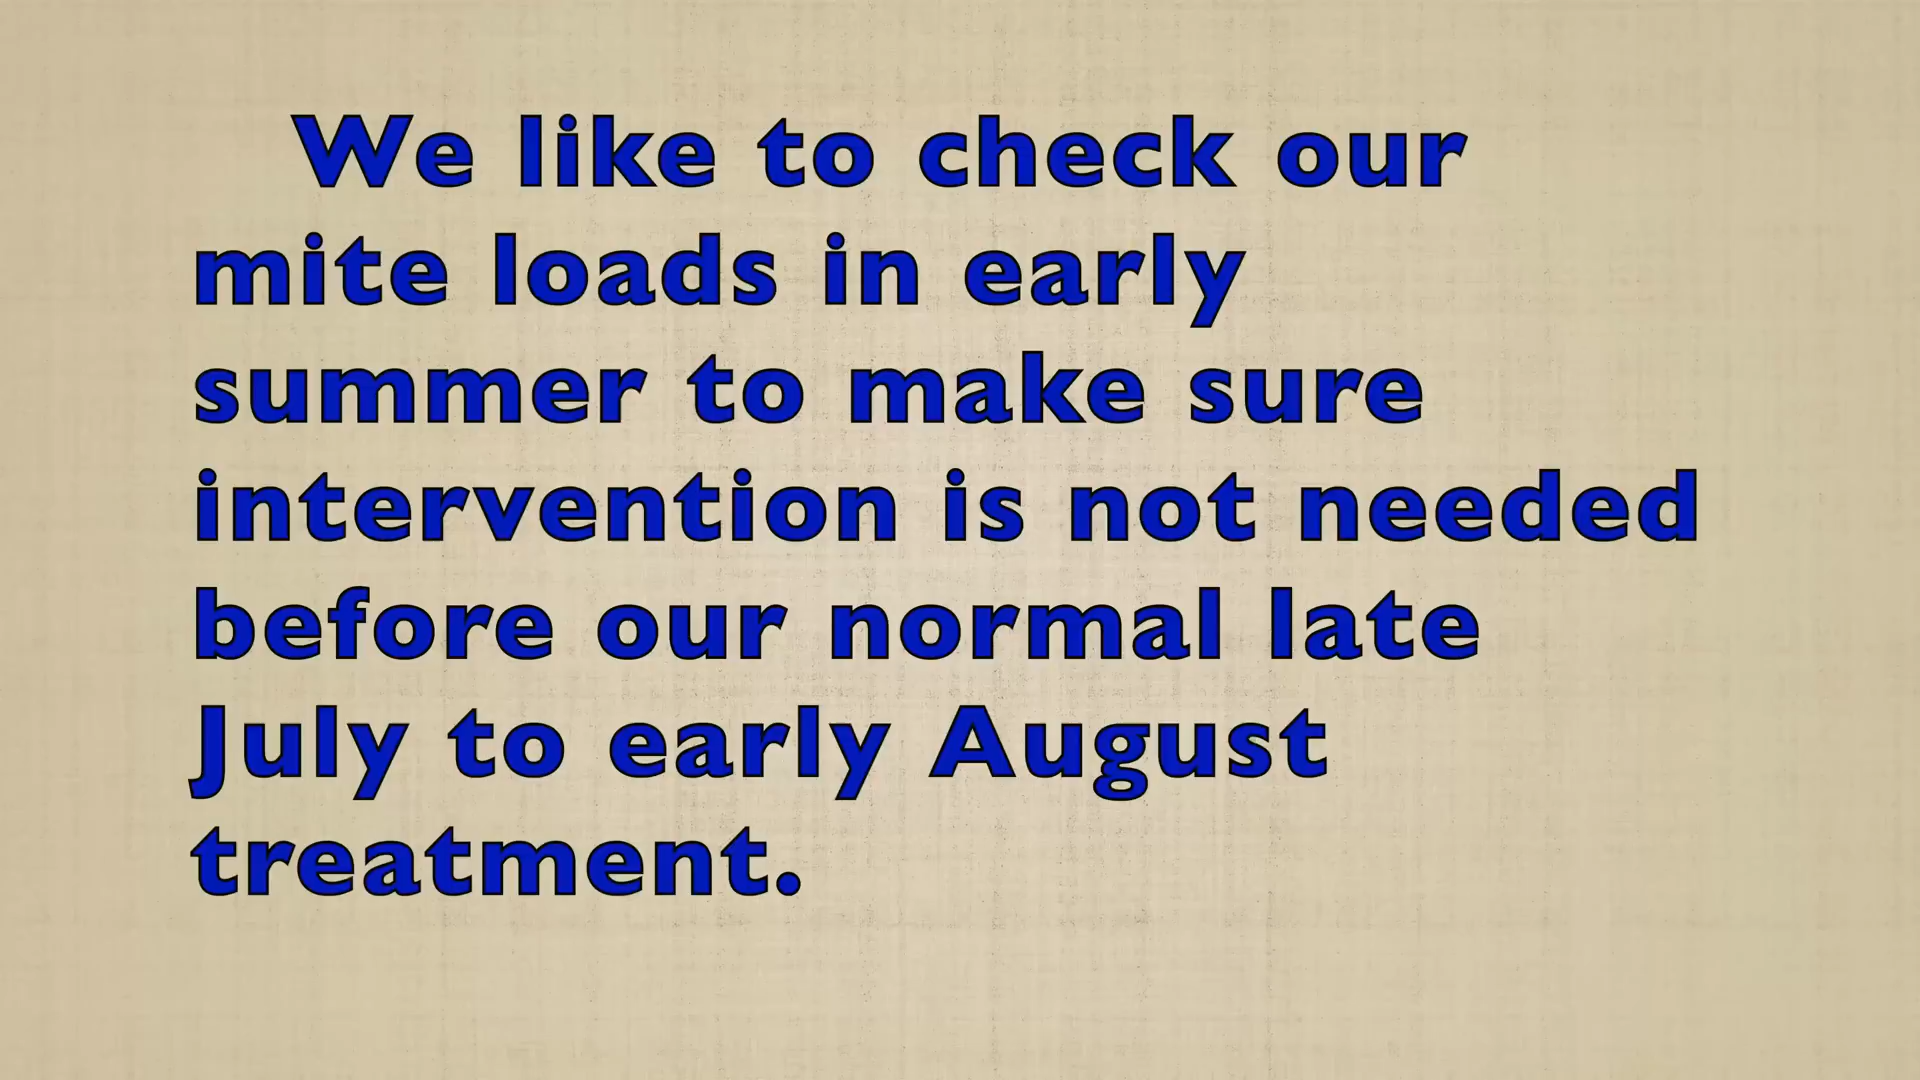 We like to check our
mite loads in early
summer to make sure
intervention is not needed
before our normal late
July to early August
treatment.